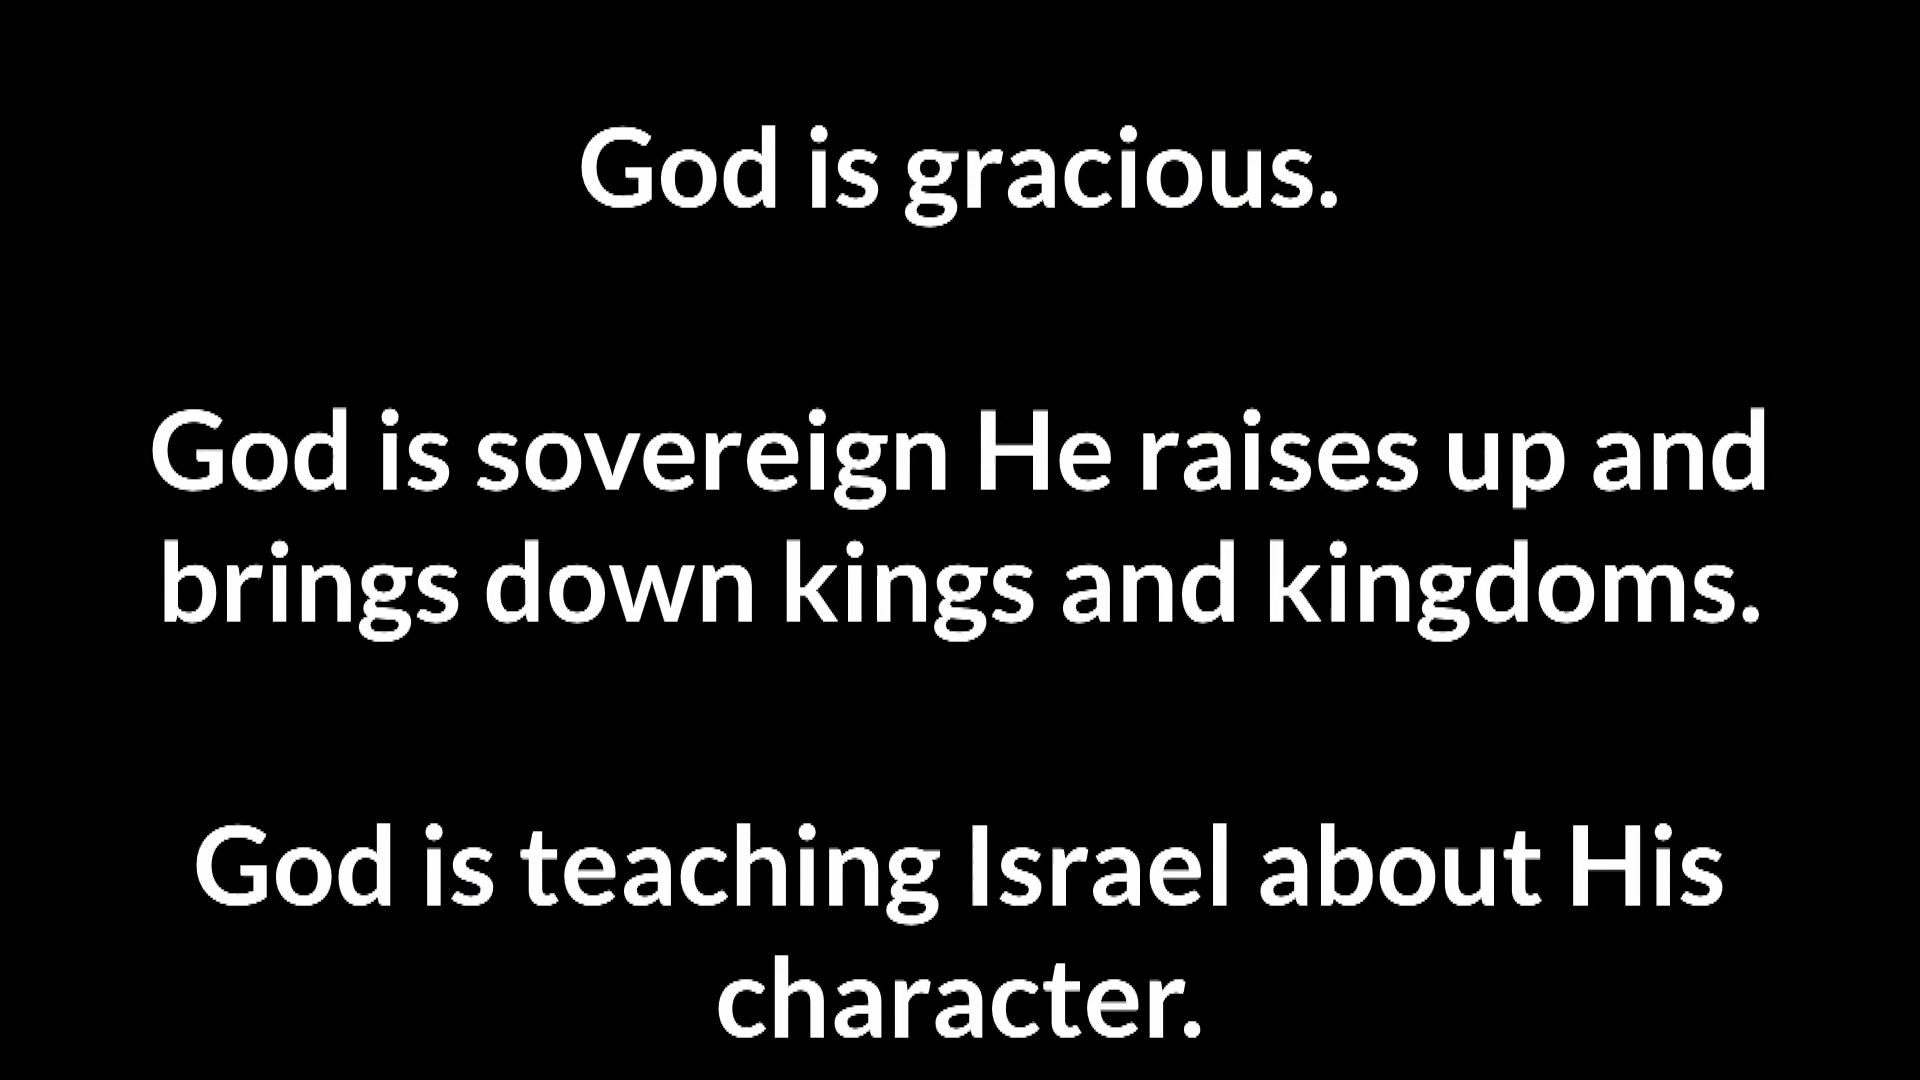 God is gracious.
God is sovereign He raises up and
brings down kings and kingdoms.
God is teaching Israel about His
character.